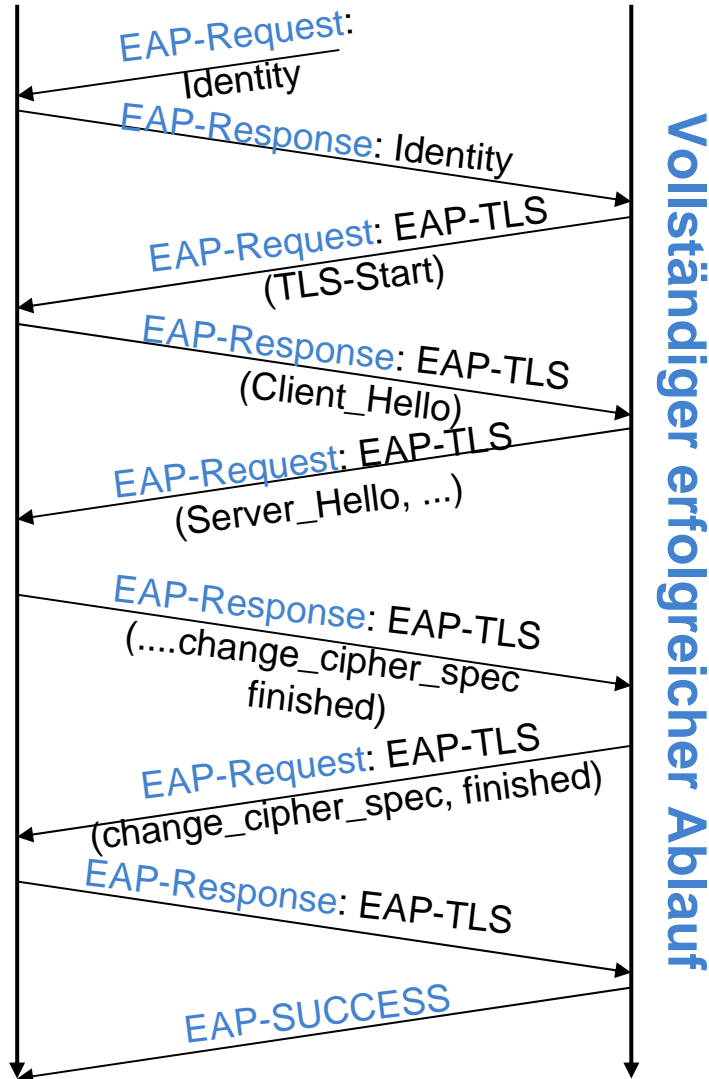 EAP-Request:
Identity
EAP-Response: Identity
EAP-Request: EAP-TLS
(TLS-Start)
EAP-Response: EAP-TLS
(Client_Hello)
EAP-Request: EAP-TLS
(Server_Hello, ...)
EAP-Response: EAP-TLS
(....change_cipher_spec
finished)
EAP-Request: EAP-TLS
(change_cipher_spec, finished)
EAP-Response: EAP-TLS
EAP-SUCCESS
Vollständiger erfolgreicher Ablauf